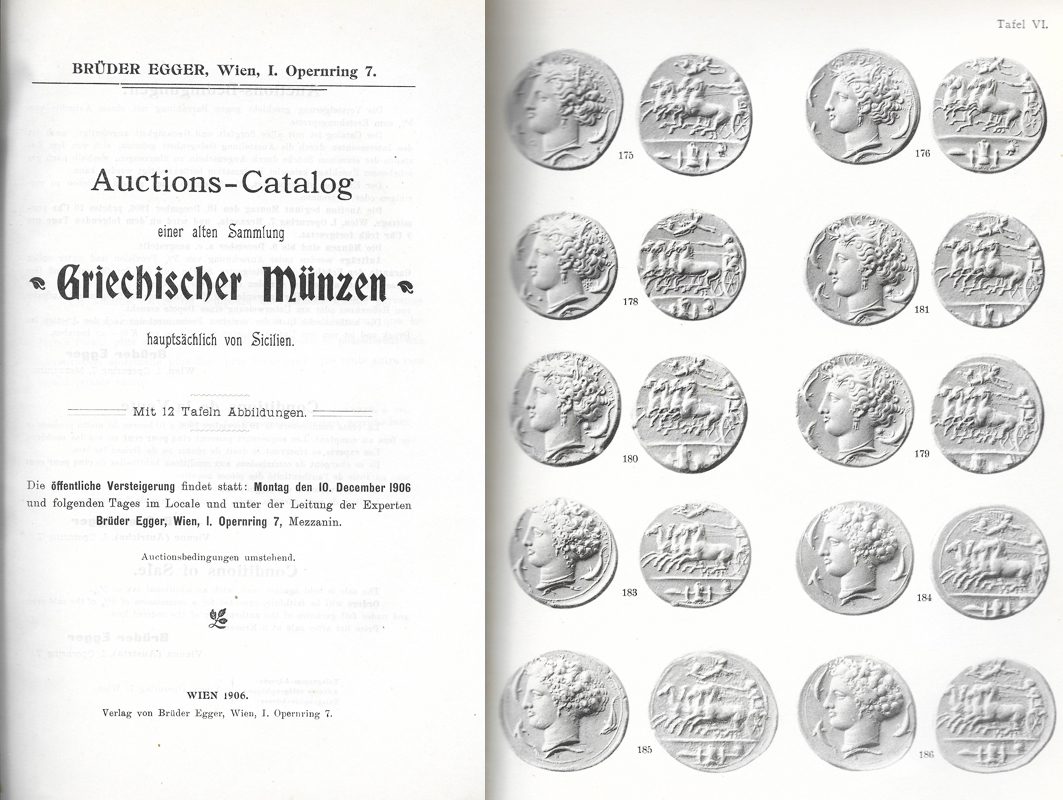 BRÜDER EGGER, Wien, I. Opernring 7.
Auctions-Catalog
einer alten Sammlung
Griechischer Münzen
hauptsächlich von Sicilien.
Mit 12 Tafeln Abbildungen.
Die öffentliche Versteigerung findet statt: Montag den 10. December 1906
und folgenden Tages im Locale und unter der Leitung der Experten
Brüder Egger, Wien, I. Opernring 7, Mezzanin.
Auctionsbedingungen umstehend.
WIEN 1906.
Verlag von Brüder Egger, Wien, I. Opernring 7.
Tafel VI.
175
176
178
181
180
179
183
184
185
186